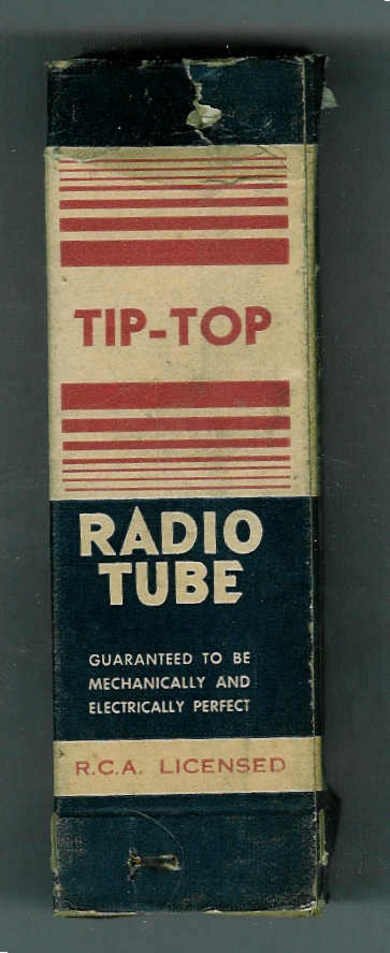 TIP-TOP
RADIO
TUBE
GUARANTEED TO BE
MECHANICALLY AND
ELECTRICALLY PERFECT
R.C.A. LICENSED